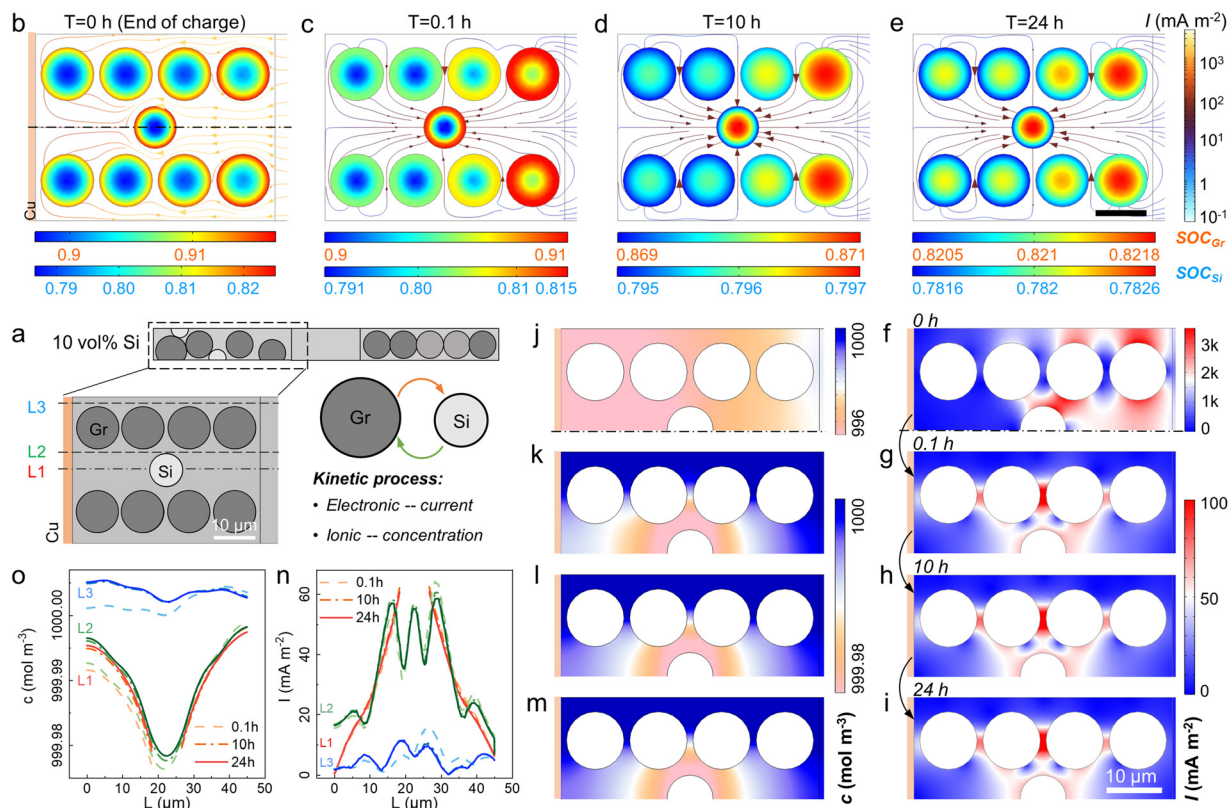 b
T=0 h (End of charge)
c
T=0.1 h
d
T=10 h
e
T=24 h
I (mA m⁻²)
10³
10²
10¹
10⁰
10⁻¹
Cu
0.9 0.91
0.79 0.80 0.81 0.82
0.9 0.91
0.791 0.80 0.81 0.815
0.869 0.871
0.795 0.796 0.797
0.8205 0.821 0.8218
0.7816 0.782 0.7826
SOC_Gr
SOC_Si
a
10 vol% Si
L3
L2
L1
Gr
Si
Cu
10 μm
Gr
Si
Kinetic process:
• Electronic -- current
• Ionic -- concentration
j
1000
996
k
1000
l
999.98
m
c (mol m⁻³)
0 h
f
3k
2k
1k
0
0.1 h
g
100
10 h
h
50
24 h
i
0
10 μm
I (mA m⁻²)
o
L3
L2
L1
0.1h
10h
24h
1000.00
999.99
999.98
c (mol m⁻³)
0 10 20 30 40 50
L (μm)
n
0.1h
10h
24h
L2
L1
L3
60
40
20
0
I (mA m⁻²)
0 10 20 30 40 50
L (μm)